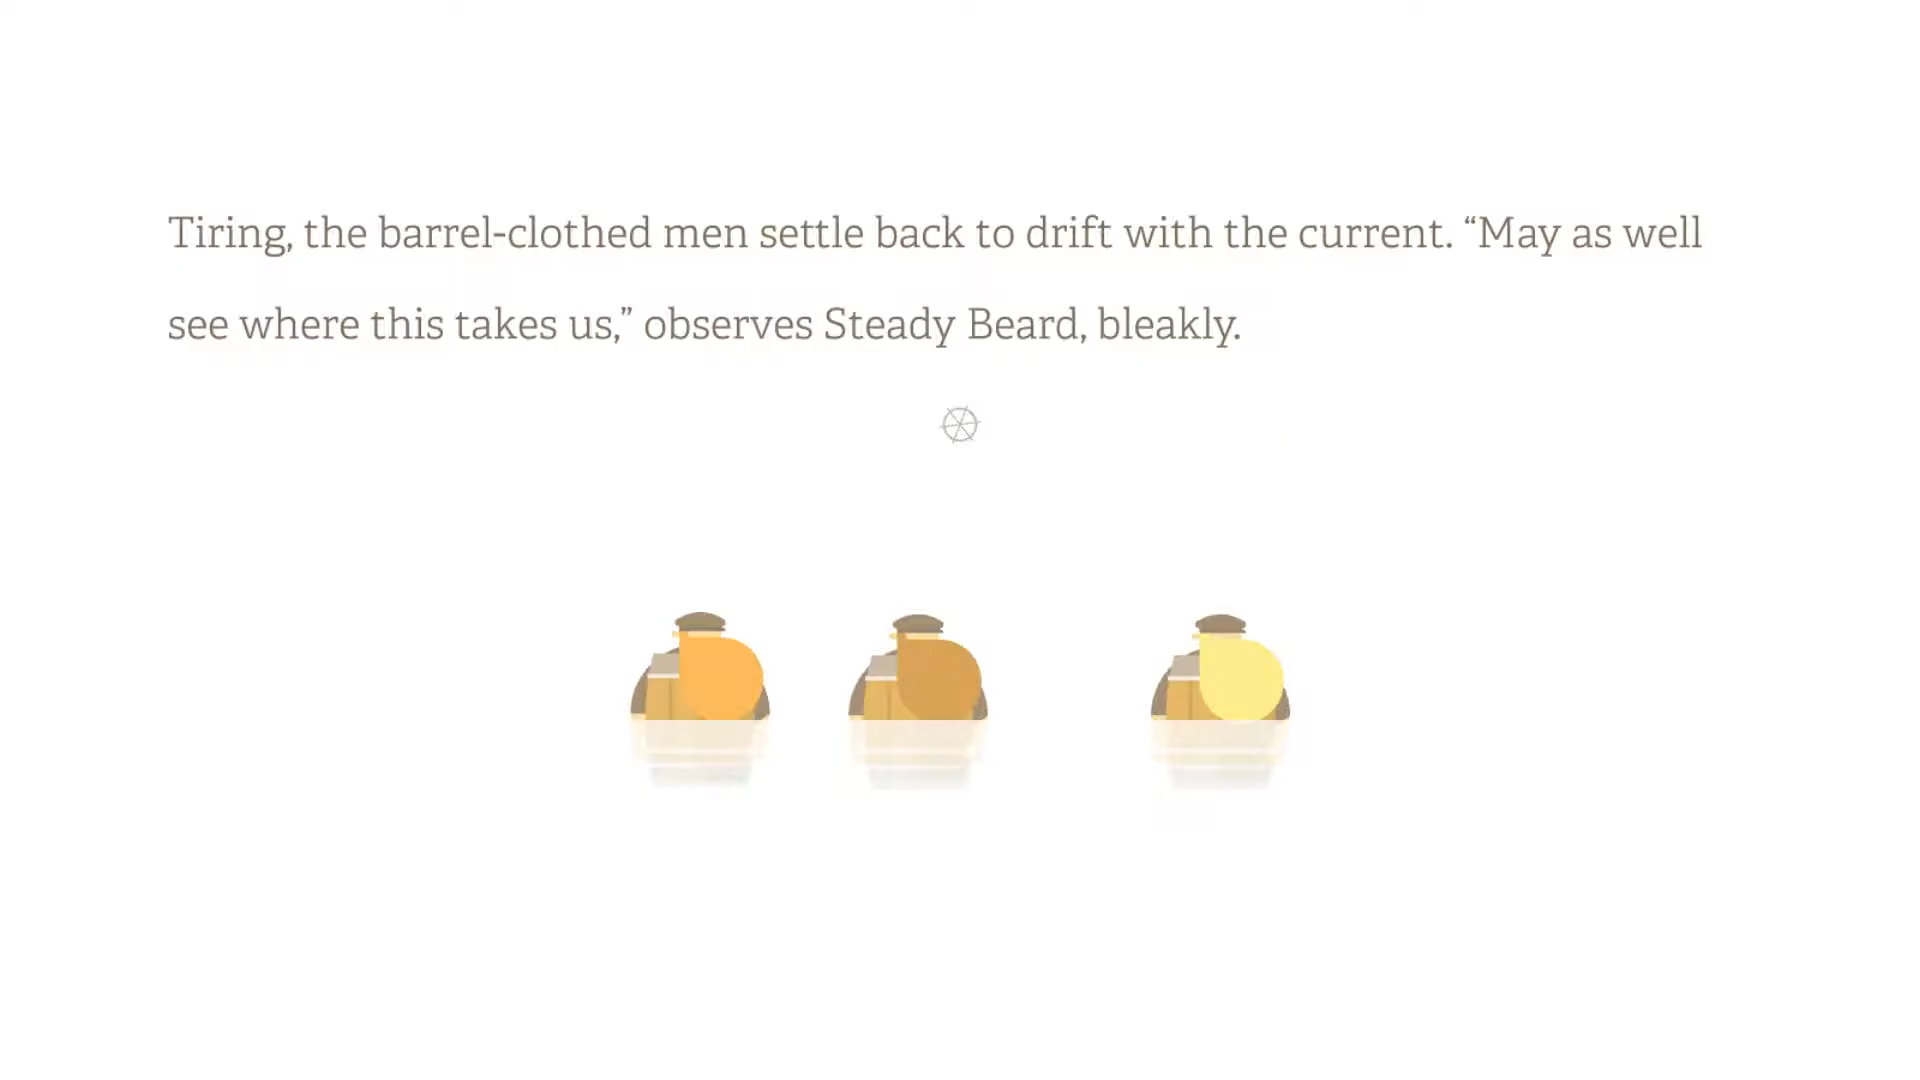 Tiring, the barrel-clothed men settle back to drift with the current. “May as well
see where this takes us,” observes Steady Beard, bleakly.